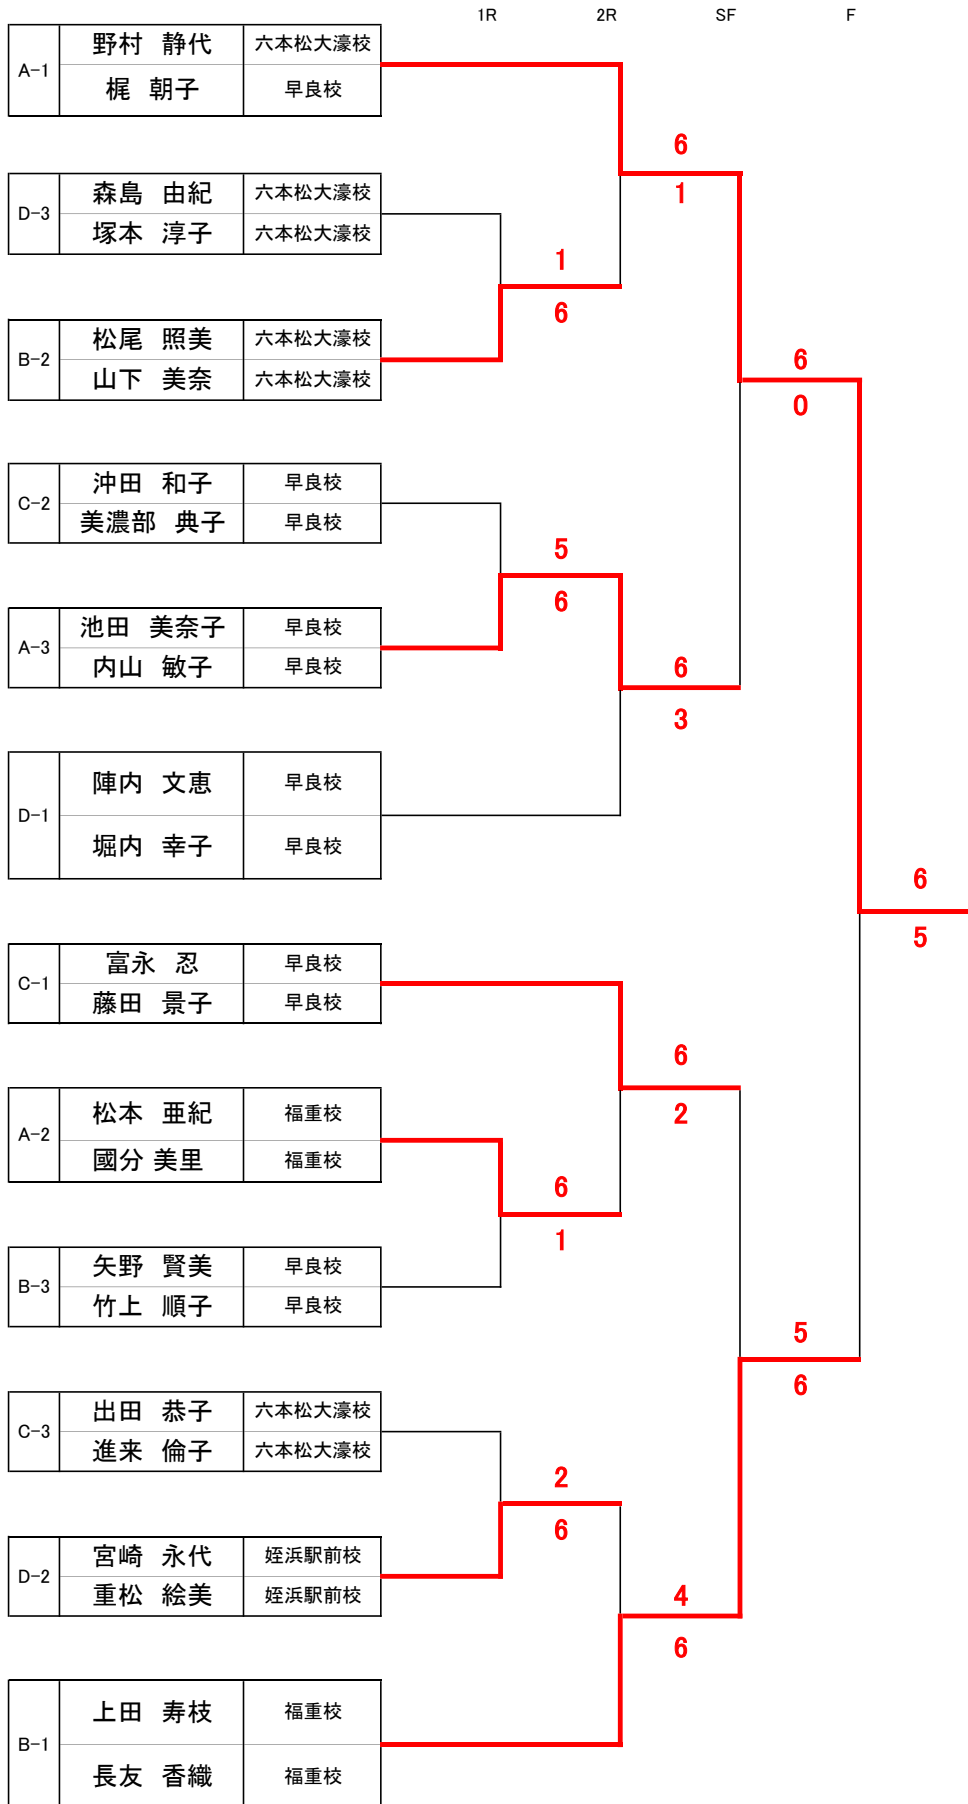 1R 2R SF F
A-1 野村 静代 六本松大濠校
梶 朝子 早良校
6
1
D-3 森島 由紀 六本松大濠校
塚本 淳子 六本松大濠校
1
6
B-2 松尾 照美 六本松大濠校
山下 美奈 六本松大濠校
6
0
C-2 沖田 和子 早良校
美濃部 典子 早良校
5
6
A-3 池田 美奈子 早良校
内山 敏子 早良校
6
3
D-1 陣内 文恵 早良校
堀内 幸子 早良校
6
5
C-1 富永 忍 早良校
藤田 景子 早良校
6
2
A-2 松本 亜紀 福重校
國分 美里 福重校
6
1
B-3 矢野 賢美 早良校
竹上 順子 早良校
5
6
C-3 出田 恭子 六本松大濠校
進来 倫子 六本松大濠校
2
6
D-2 宮崎 永代 姪浜駅前校
重松 絵美 姪浜駅前校
4
6
B-1 上田 寿枝 福重校
長友 香織 福重校